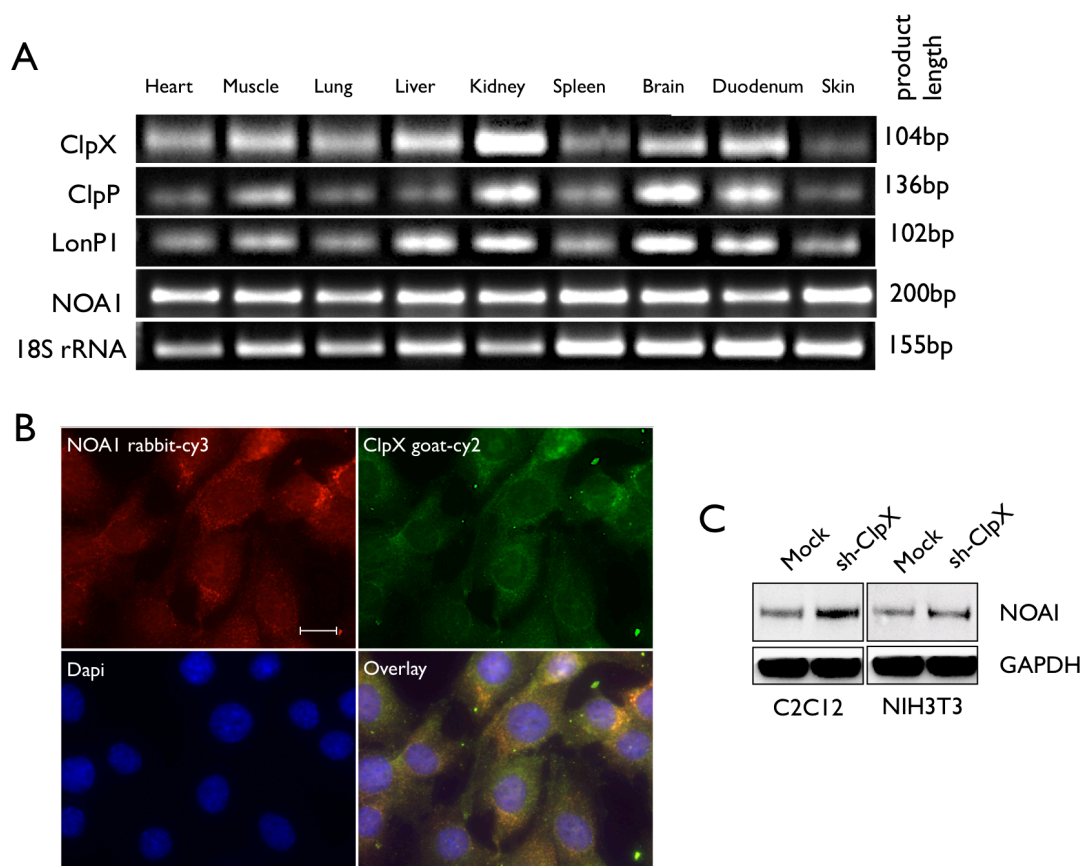 A
Heart Muscle Lung Liver Kidney Spleen Brain Duodenum Skin
product
length
ClpX 104bp
ClpP 136bp
LonP1 102bp
NOA1 200bp
18S rRNA 155bp
B
NOA1 rabbit-cy3 ClpX goat-cy2
Dapi Overlay
C
Mock sh-ClpX Mock sh-ClpX
NOA1
GAPDH
C2C12 NIH3T3